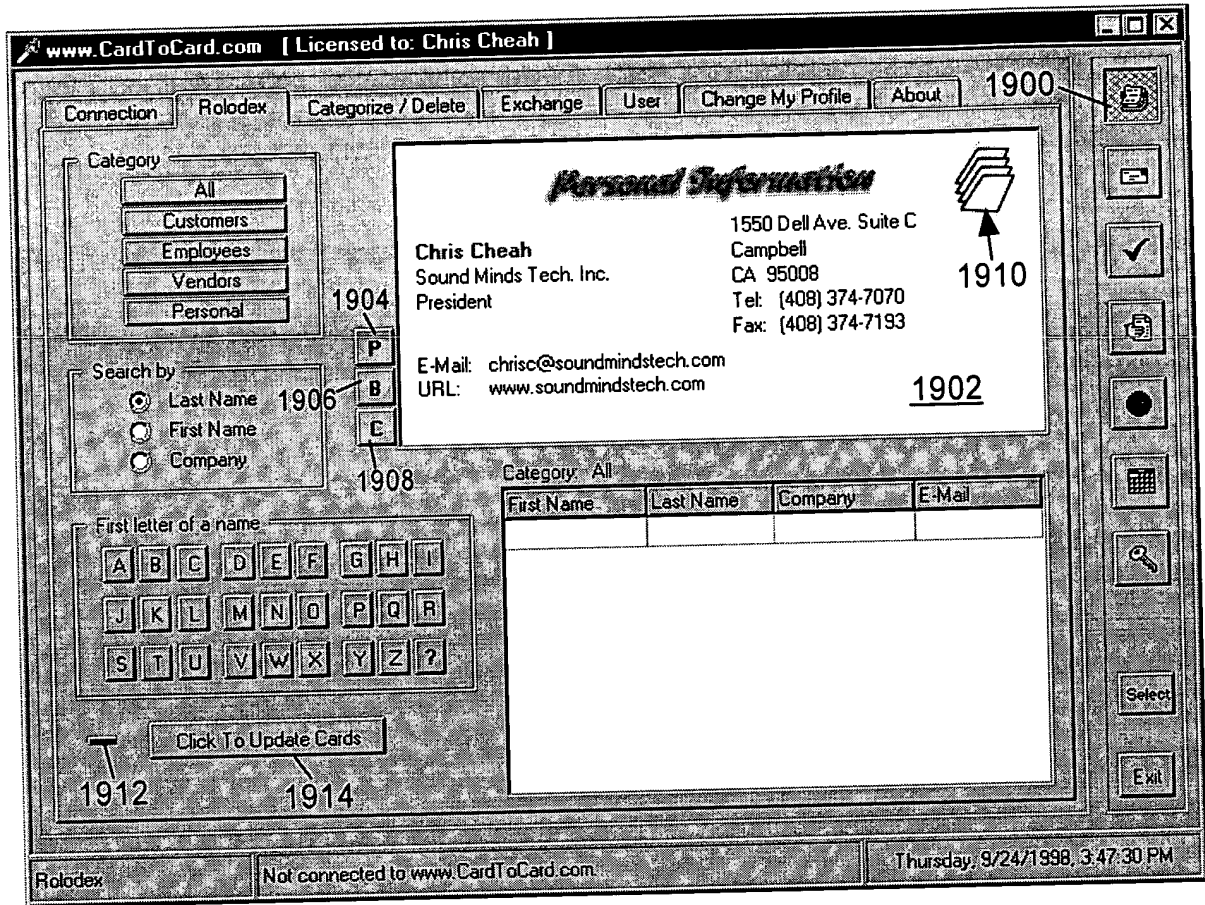 www.CardToCard.com [ Licensed to: Chris Cheah ]
Connection
Rolodex
Categorize / Delete
Exchange
User
Change My Profile
About
1900
Category
All
Customers
Employees
Vendors
Personal
1904
P
1906
B
C
1908
Personal Information
Chris Cheah
Sound Minds Tech. Inc.
President
1550 Dell Ave. Suite C
Campbell
CA 95008
Tel: (408) 374-7070
Fax: (408) 374-7193
1910
E-Mail: chrisc@soundmindstech.com
URL: www.soundmindstech.com
1902
Search by
Last Name
First Name
Company
Category: All
First Name Last Name Company E-Mail
First letter of a name
A B C D E F G H I
J K L M N O P Q R
S T U V W X Y Z ?
Click To Update Cards
1912
1914
Select
Exit
Rolodex
Not connected to www.CardToCard.com.
Thursday, 9/24/1998, 3:47:30 PM